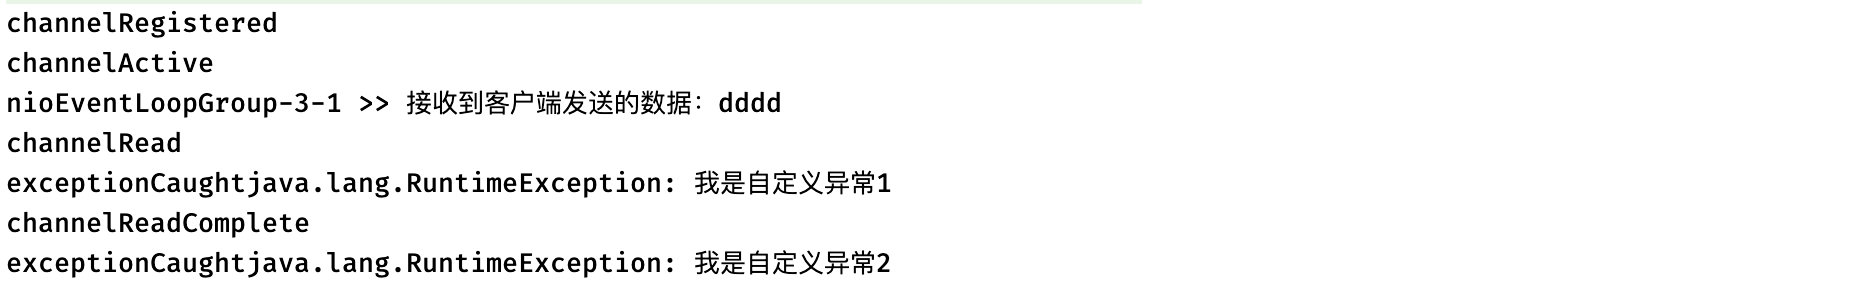 channelRegistered
channelActive
nioEventLoopGroup-3-1 >> 接收到客户端发送的数据：dddd
channelRead
exceptionCaughtjava.lang.RuntimeException: 我是自定义异常1
channelReadComplete
exceptionCaughtjava.lang.RuntimeException: 我是自定义异常2